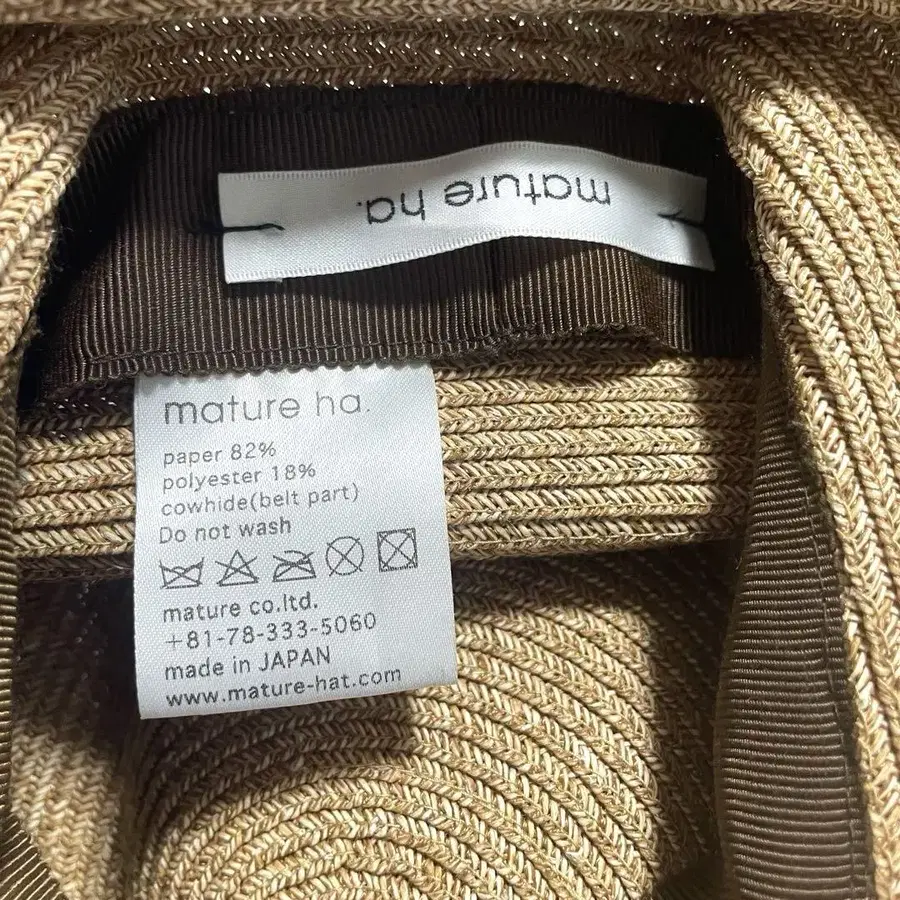 mature ha.
mature ha.
paper 82%
polyester 18%
cowhide(belt part)
Do not wash
mature co.ltd.
+81-78-333-5060
made in JAPAN
www.mature-hat.com